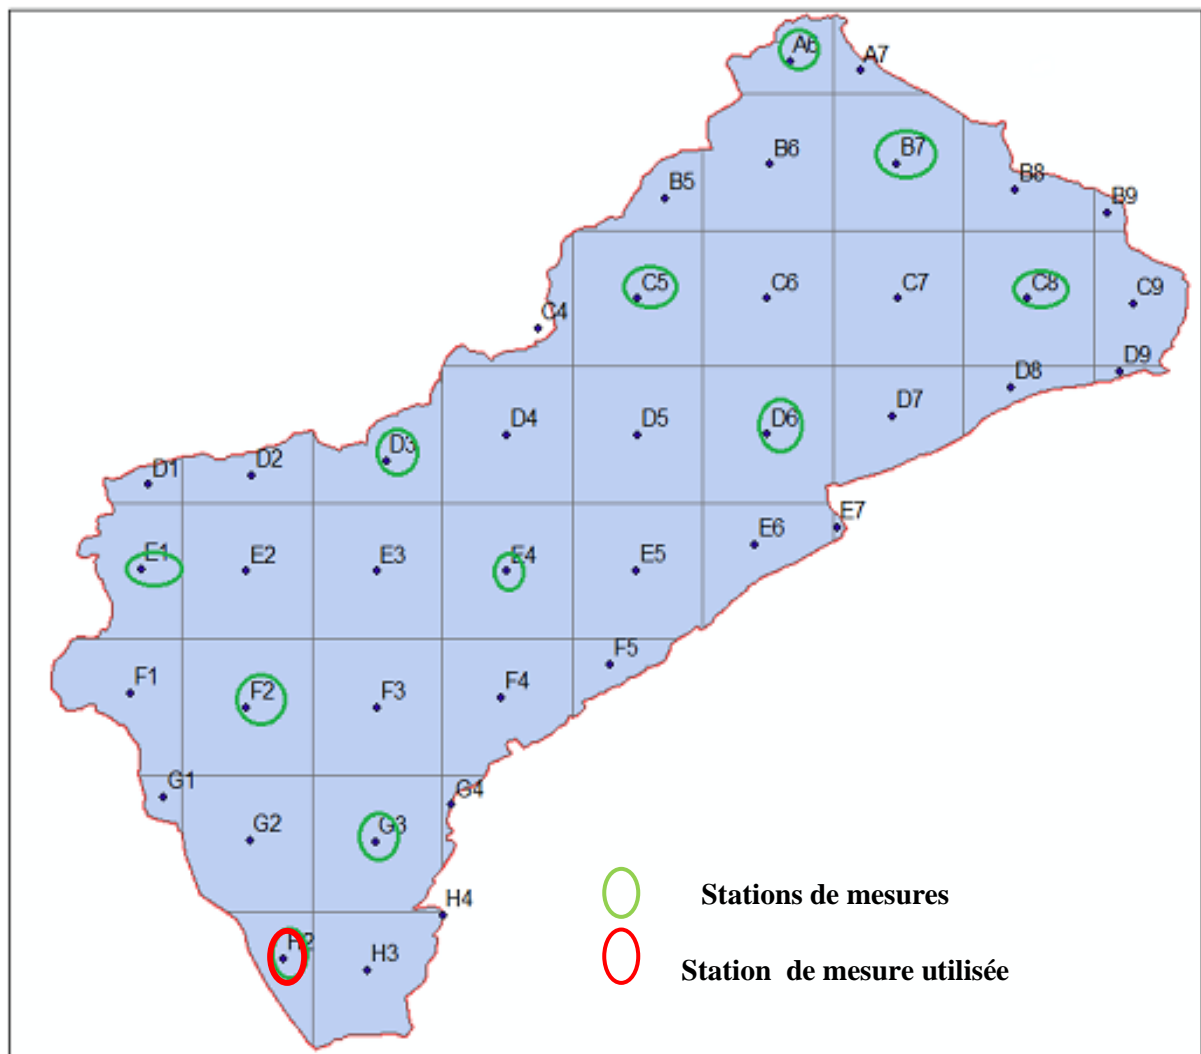 A6
A7
B6
B7
B5
B8
B9
C5
C6
C7
C8
C9
C4
D9
D8
D4
D5
D6
D7
D3
D2
D1
E7
E6
E1
E2
E3
E4
E5
F5
F1
F2
F3
F4
G1
G4
G2
G3
H4
H2
H3
Stations de mesures
Station de mesure utilisée